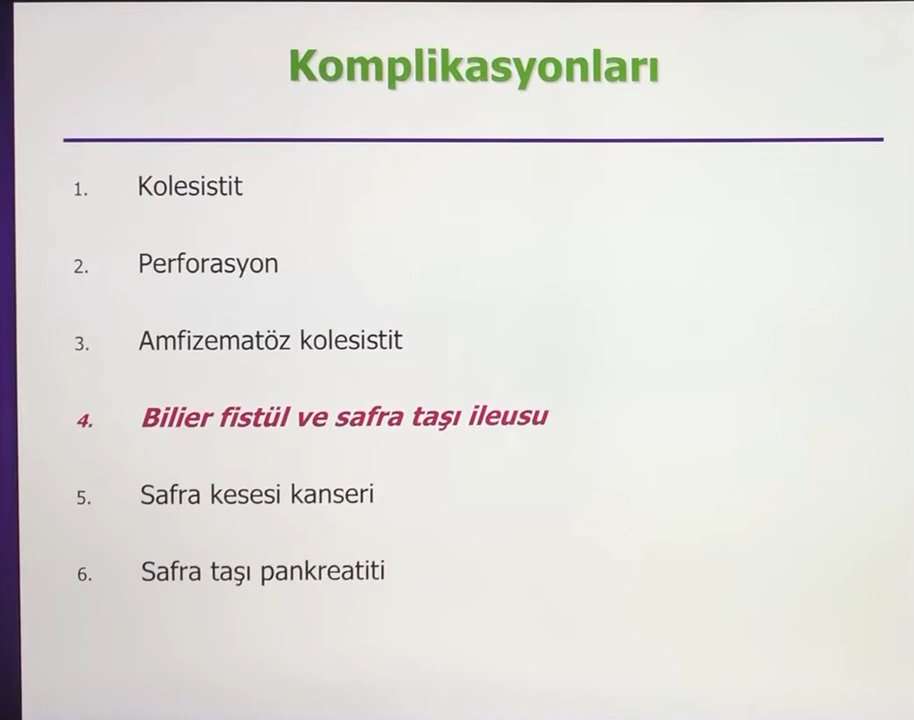 Komplikasyonları
1. Kolesistit
2. Perforasyon
3. Amfizematöz kolesistit
4. Bilier fistül ve safra taşı ileusu
5. Safra kesesi kanseri
6. Safra taşı pankreatiti